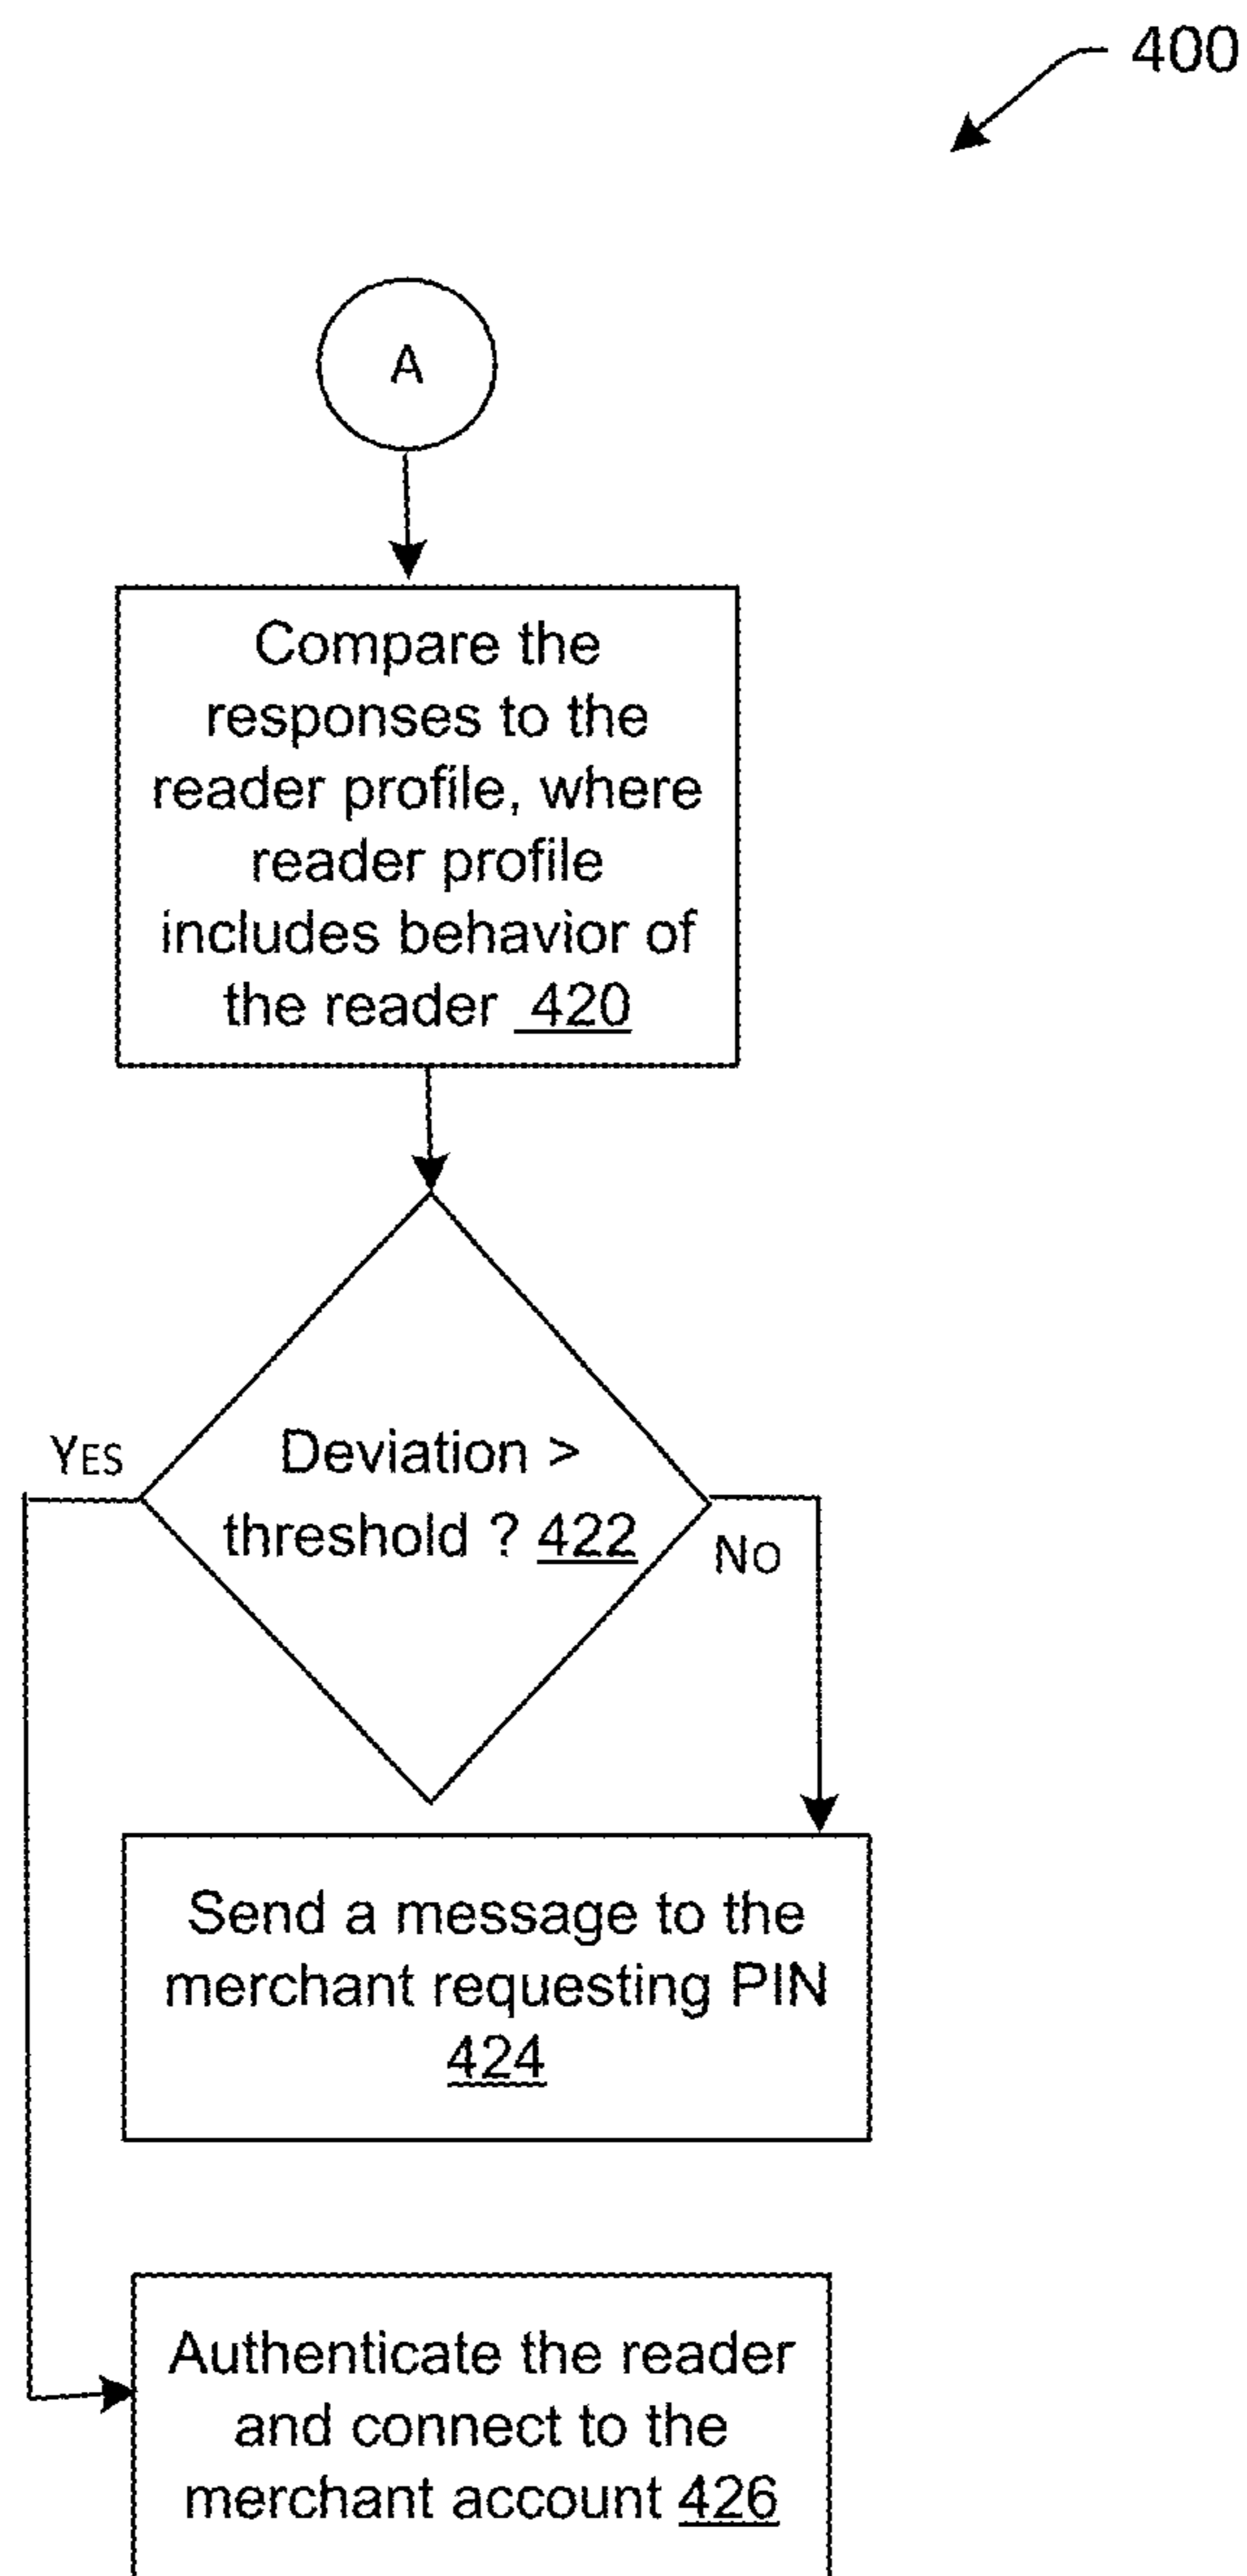 400
A
Compare the
responses to the
reader profile, where
reader profile
includes behavior of
the reader 420
YES
Deviation >
threshold ? 422
NO
Send a message to the
merchant requesting PIN
424
Authenticate the reader
and connect to the
merchant account 426